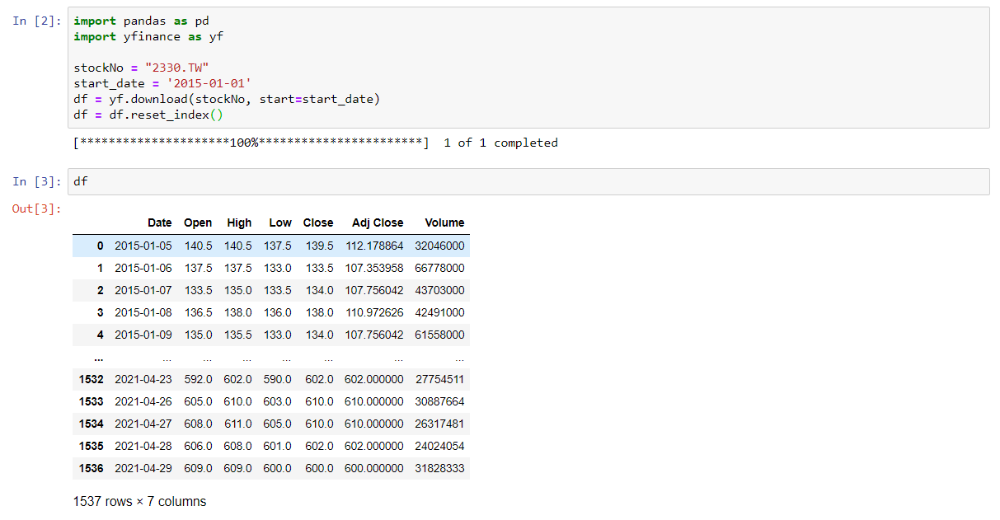 In [2]: import pandas as pd
import yfinance as yf
stockNo = "2330.TW"
start_date = '2015-01-01'
df = yf.download(stockNo, start=start_date)
df = df.reset_index()
[*********************100%***********************] 1 of 1 completed
In [3]: df
Out[3]:
Date Open High Low Close Adj Close Volume
0 2015-01-05 140.5 140.5 137.5 139.5 112.178864 32046000
1 2015-01-06 137.5 137.5 133.0 133.5 107.353958 66778000
2 2015-01-07 133.5 135.0 133.5 134.0 107.756042 43703000
3 2015-01-08 136.5 138.0 136.0 138.0 110.972626 42491000
4 2015-01-09 135.0 135.5 133.0 134.0 107.756042 61558000
... ... ... ... ... ... ... ...
1532 2021-04-23 592.0 602.0 590.0 602.0 602.000000 27754511
1533 2021-04-26 605.0 610.0 603.0 610.0 610.000000 30887664
1534 2021-04-27 608.0 611.0 605.0 610.0 610.000000 26317481
1535 2021-04-28 606.0 608.0 601.0 602.0 602.000000 24024054
1536 2021-04-29 609.0 609.0 600.0 600.0 600.000000 31828333
1537 rows × 7 columns